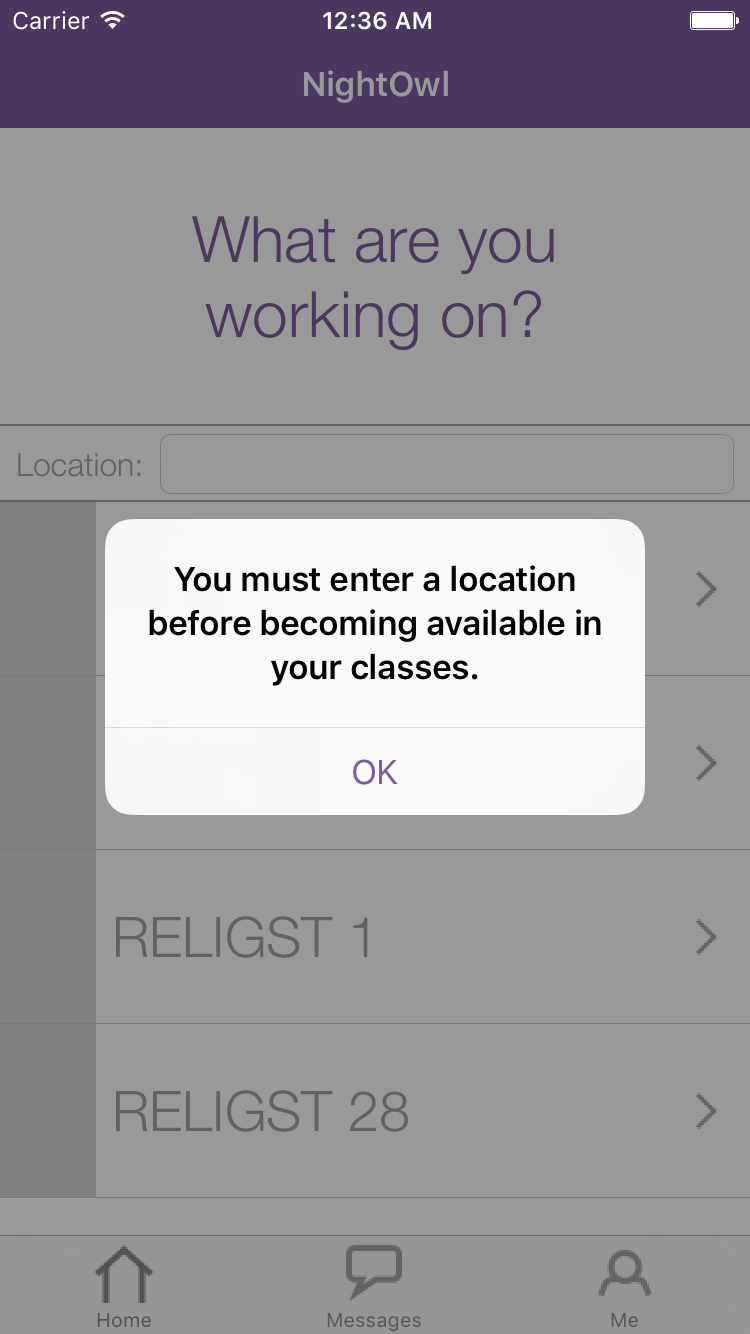 Carrier 12:36 AM
NightOwl
What are you
working on?
Location:
You must enter a location
before becoming available in
your classes.
OK
RELIGST 1
RELIGST 28
Home Messages Me